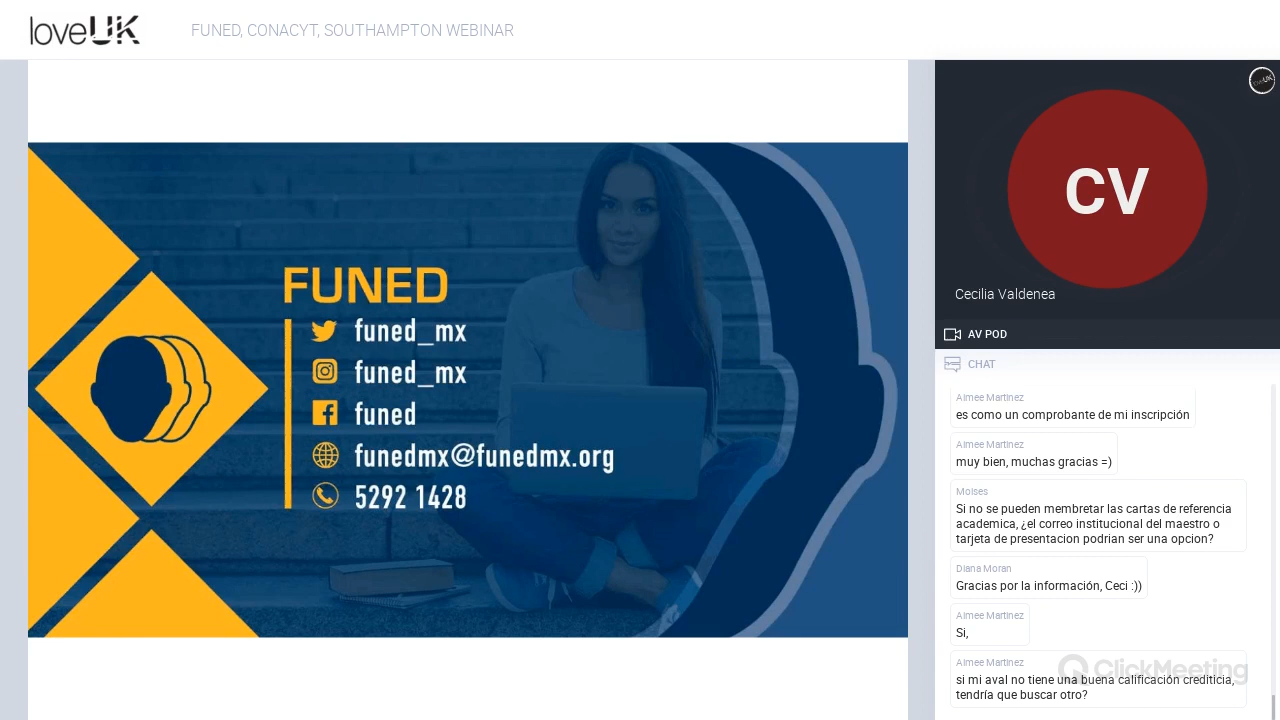 loveUK
FUNED, CONACYT, SOUTHAMPTON WEBINAR
FUNED
funed_mx
funed_mx
funed
funedmx@funedmx.org
5292 1428
CV
Cecilia Valdenea
AV POD
CHAT
Aimee Martinez
es como un comprobante de mi inscripción
Aimee Martinez
muy bien, muchas gracias =)
Moises
Si no se pueden membretar las cartas de referencia
academica, ¿el correo institucional del maestro o
tarjeta de presentacion podrian ser una opcion?
Diana Moran
Gracias por la información, Ceci :))
Aimee Martinez
Si,
Aimee Martinez
si mi aval no tiene una buena calificación crediticia,
tendría que buscar otro?
ClickMeeting